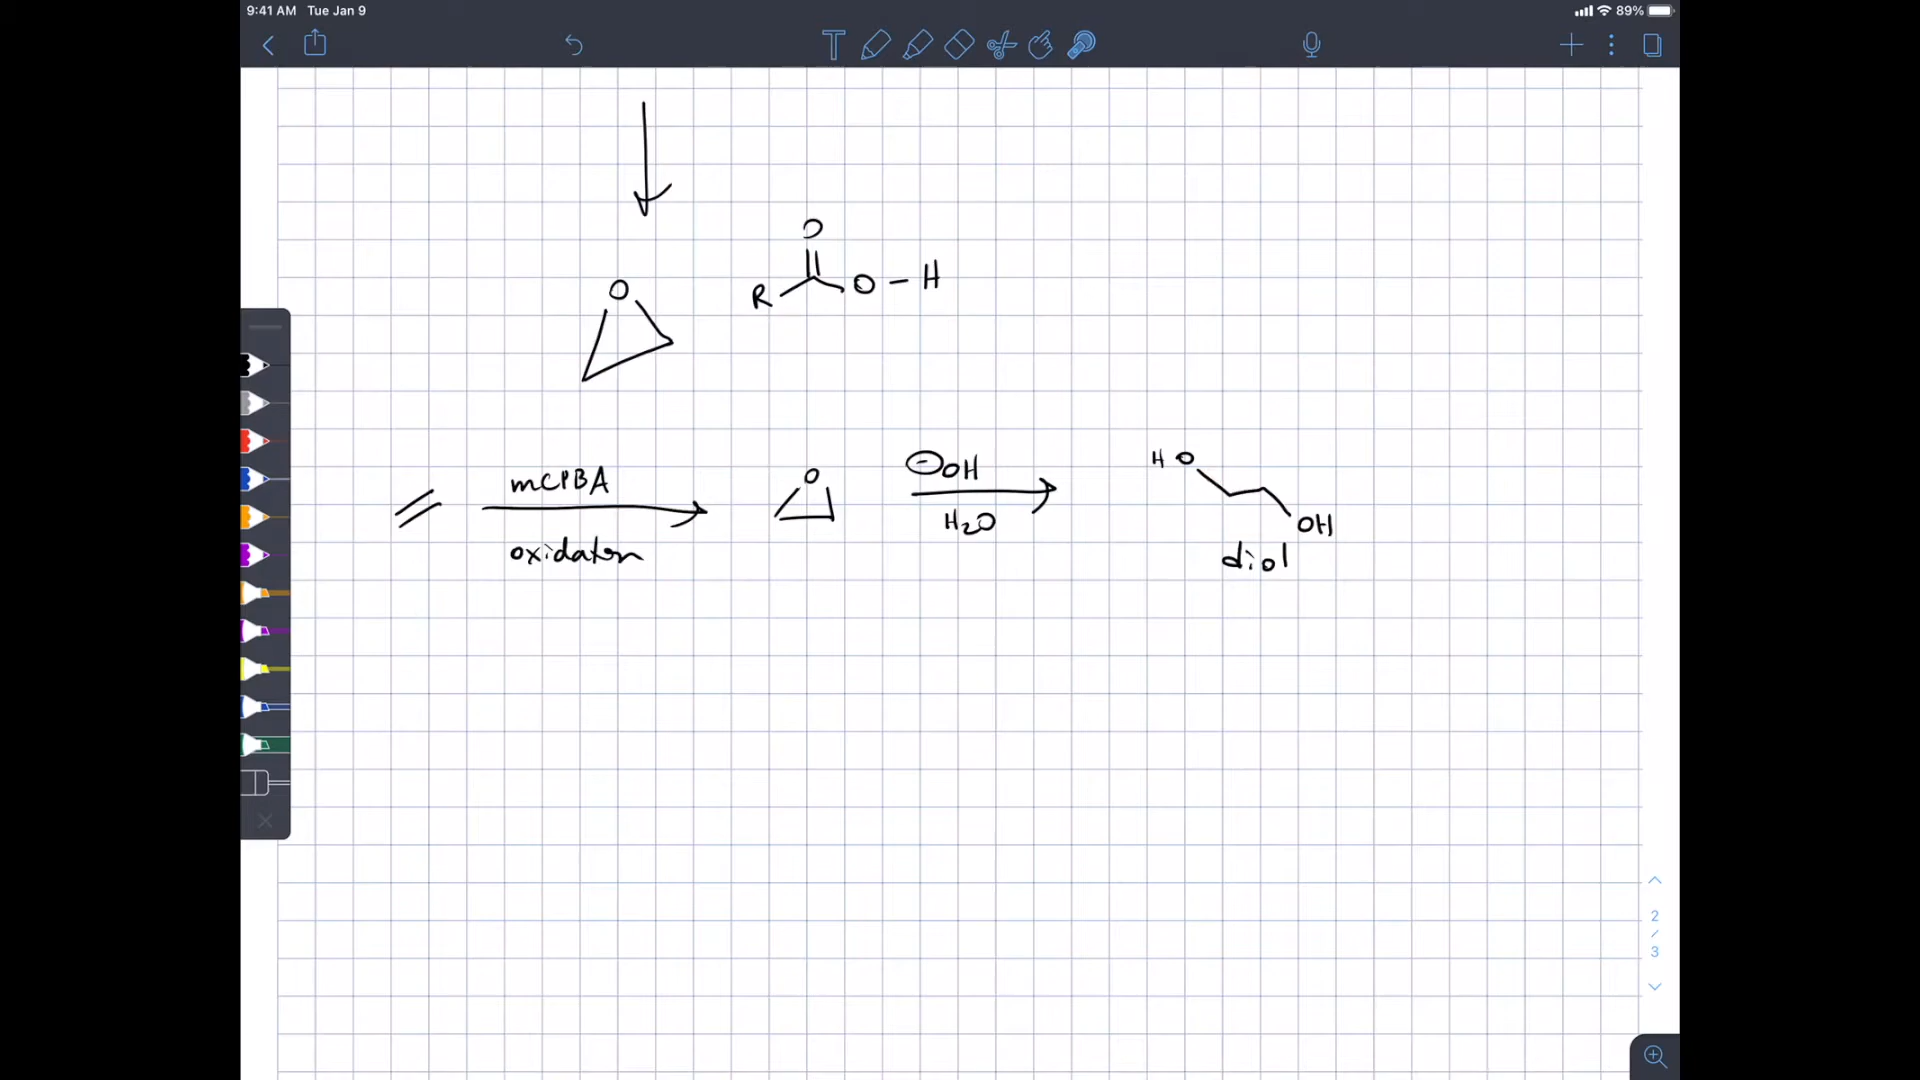 9:41 AM Tue Jan 9
89%
T
O
O
R O - H
O
mCPBA
oxidaton
O
⊖OH
H₂O
HO
OH
diol
2
/
3